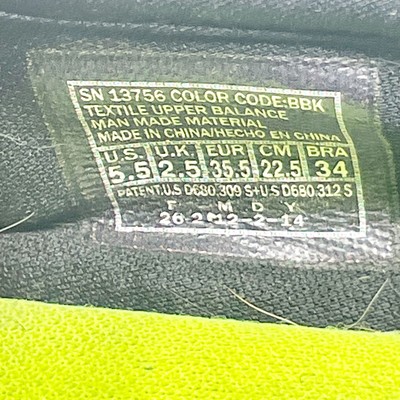 SN 13756 COLOR CODE:BBK
TEXTILE UPPER BALANCE
MAN MADE MATERIAL
MADE IN CHINA/HECHO EN CHINA
U.S. U.K. EUR CM BRA
5.5 2.5 35.5 22.5 34
PATENT:U.S D680.309 S+U.S D680.312 S
F M D Y
26.2 12-2-14